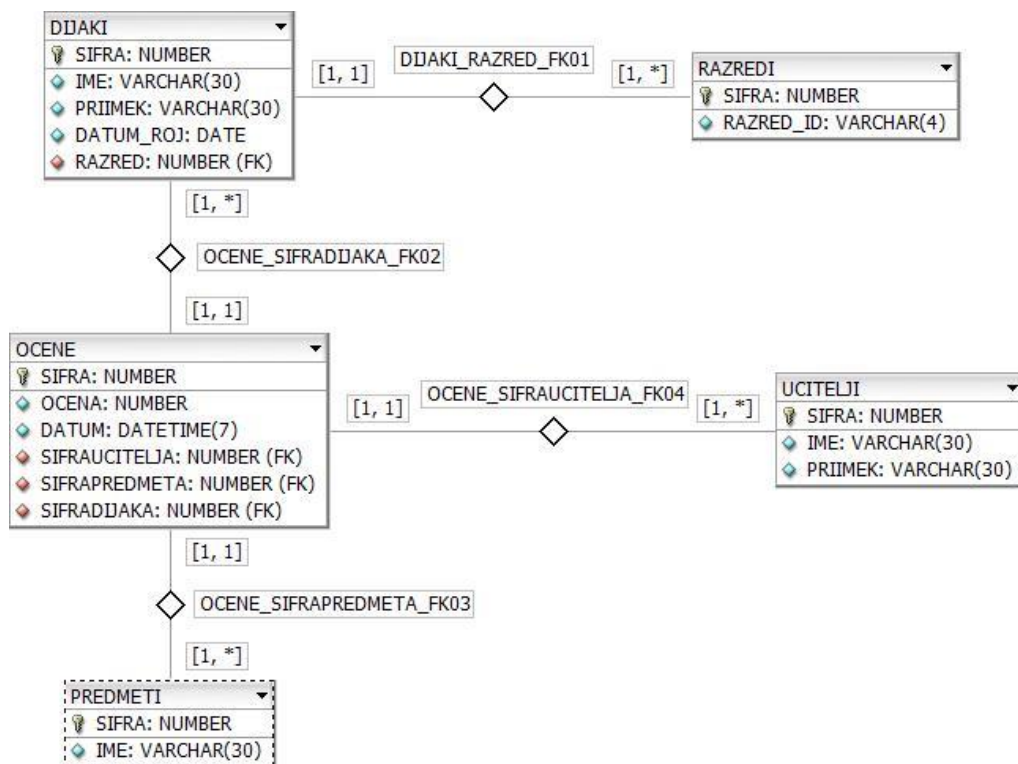 DIJAKI
SIFRA: NUMBER
IME: VARCHAR(30)
PRIIMEK: VARCHAR(30)
DATUM_ROJ: DATE
RAZRED: NUMBER (FK)
[1, 1]
DIJAKI_RAZRED_FK01
[1, *]
RAZREDI
SIFRA: NUMBER
RAZRED_ID: VARCHAR(4)
[1, *]
OCENE_SIFRADIJAKA_FK02
[1, 1]
OCENE
SIFRA: NUMBER
OCENA: NUMBER
DATUM: DATETIME(7)
SIFRAUCITELJA: NUMBER (FK)
SIFRAPREDMETA: NUMBER (FK)
SIFRADIJAKA: NUMBER (FK)
[1, 1]
OCENE_SIFRAUCITELJA_FK04
[1, *]
UCITELJI
SIFRA: NUMBER
IME: VARCHAR(30)
PRIIMEK: VARCHAR(30)
[1, 1]
OCENE_SIFRAPREDMETA_FK03
[1, *]
PREDMETI
SIFRA: NUMBER
IME: VARCHAR(30)